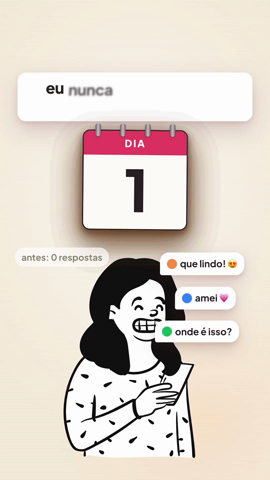 eu nunca
DIA
1
antes: 0 respostas
que lindo! 😍
amei 💗
onde é isso?